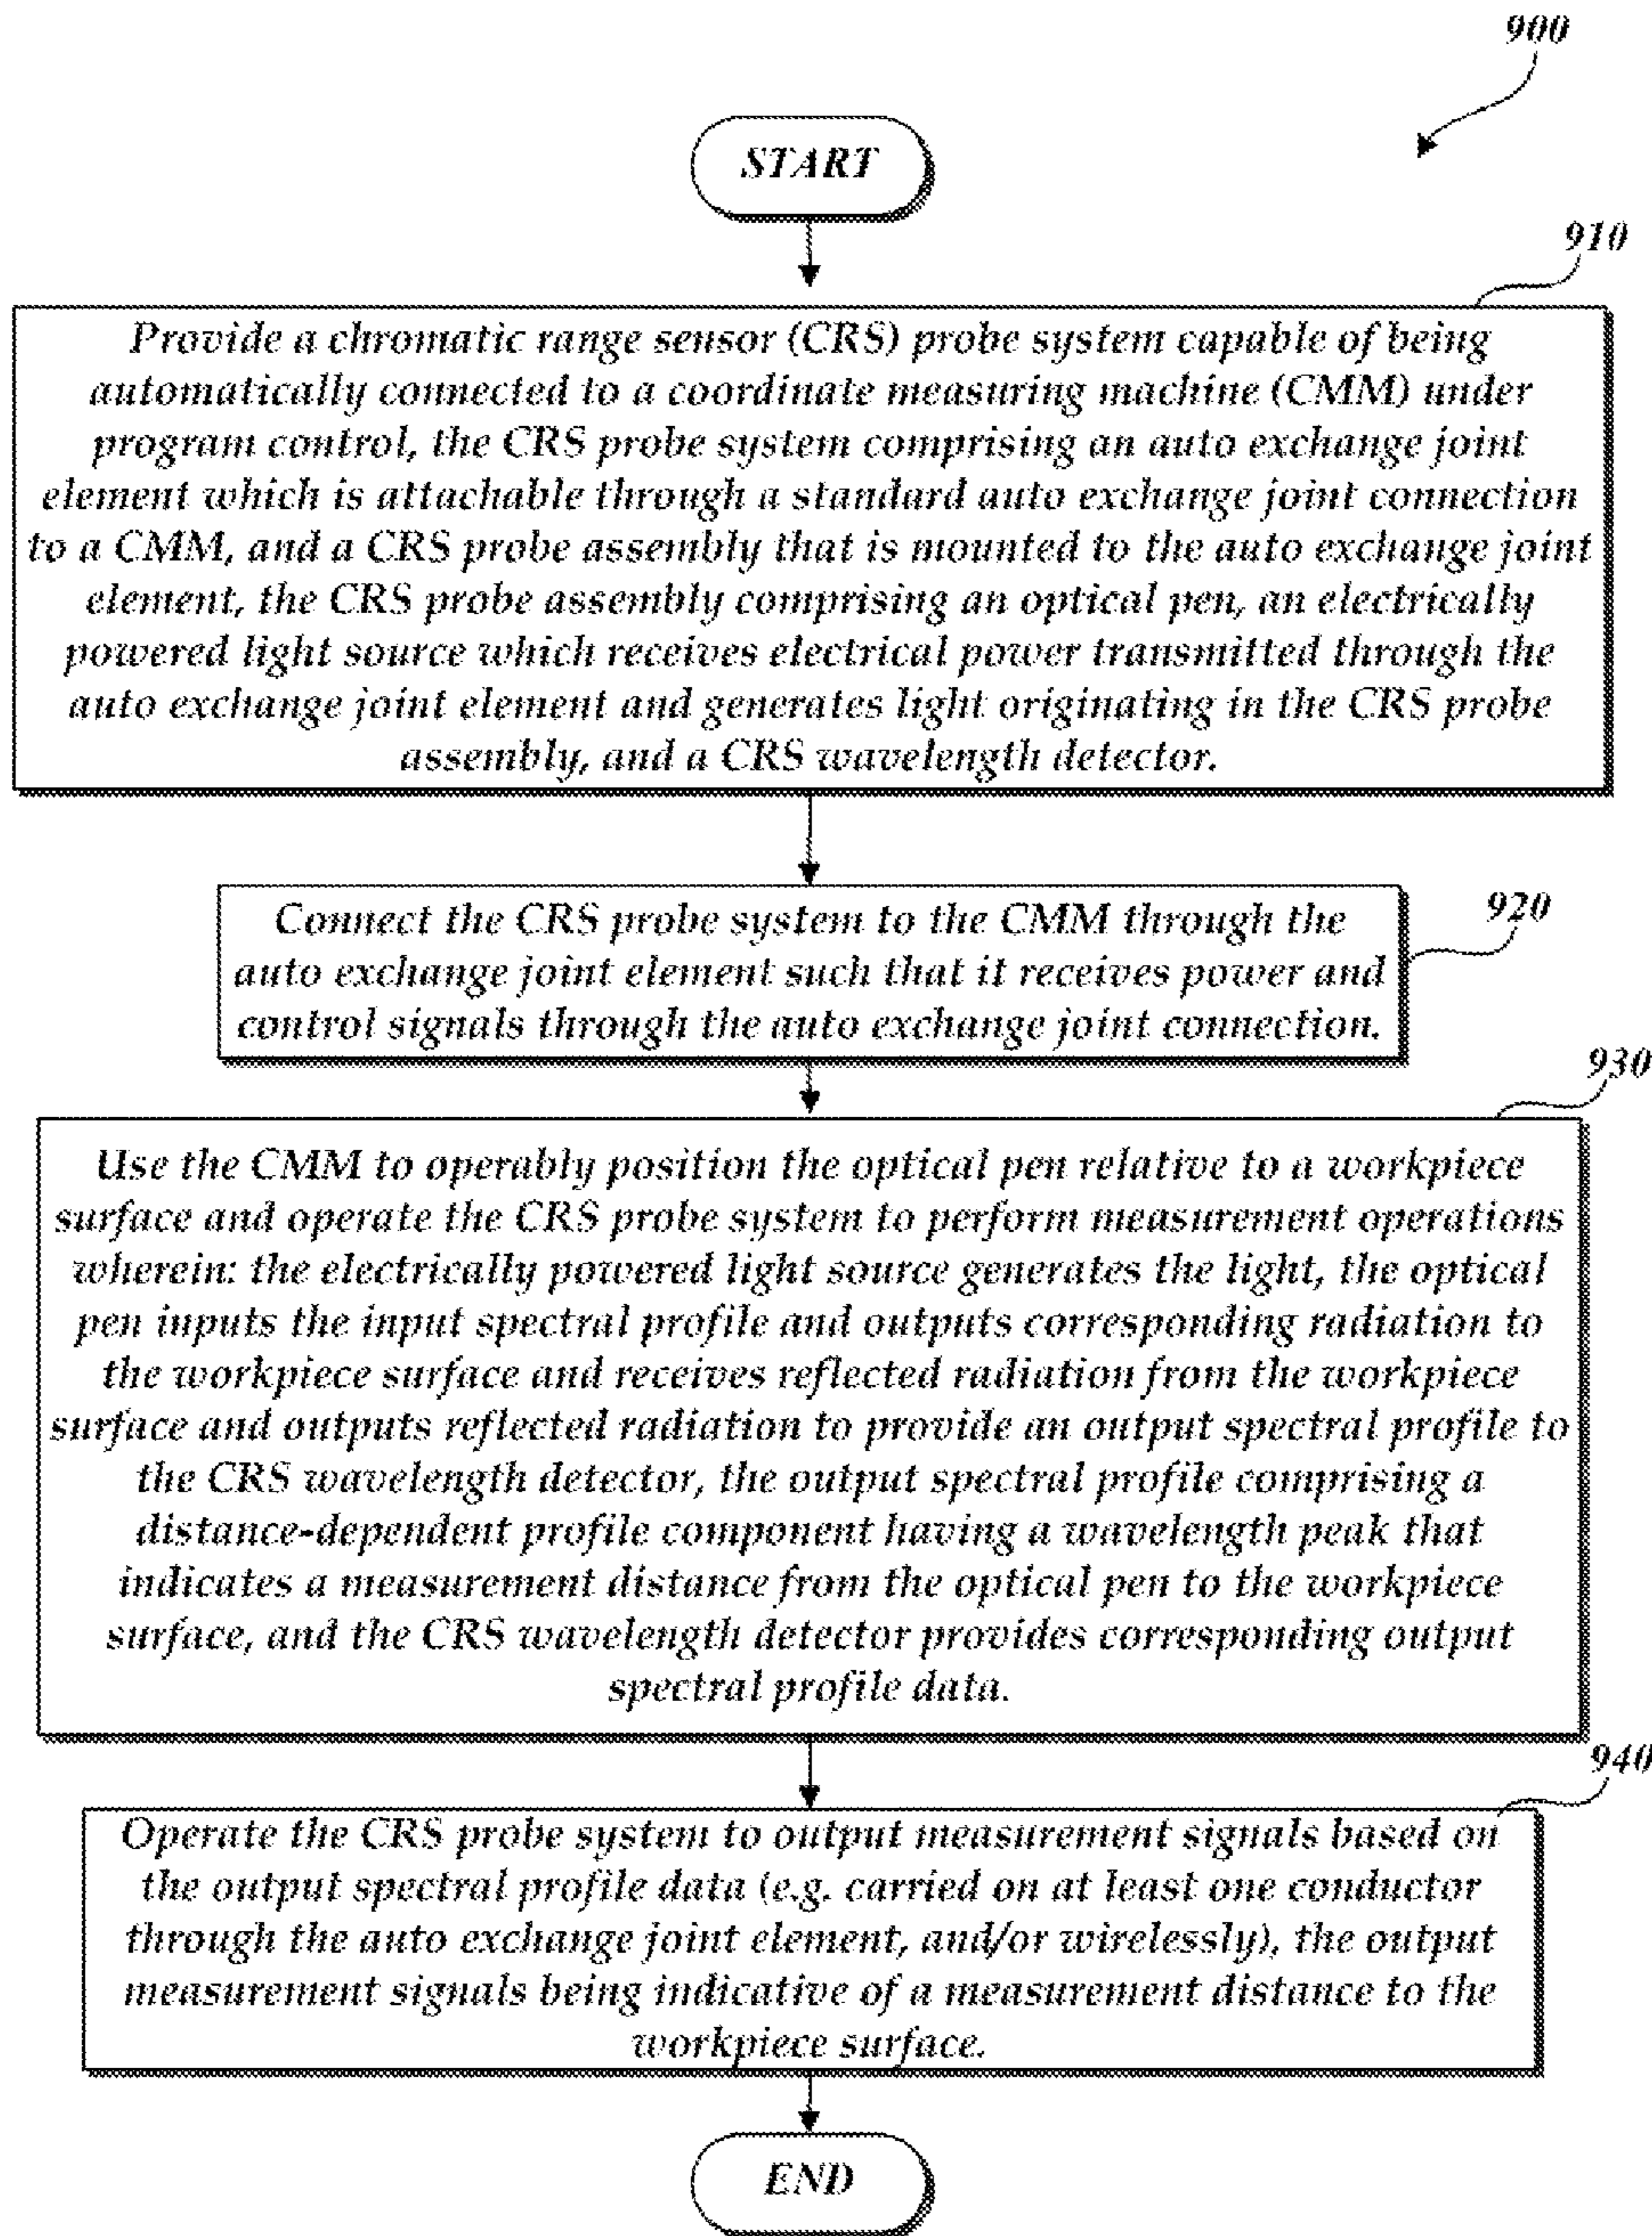 900
START
910
Provide a chromatic range sensor (CRS) probe system capable of being
automatically connected to a coordinate measuring machine (CMM) under
program control, the CRS probe system comprising an auto exchange joint
element which is attachable through a standard auto exchange joint connection
to a CMM, and a CRS probe assembly that is mounted to the auto exchange joint
element, the CRS probe assembly comprising an optical pen, an electrically
powered light source which receives electrical power transmitted through the
auto exchange joint element and generates light originating in the CRS probe
assembly, and a CRS wavelength detector.
920
Connect the CRS probe system to the CMM through the
auto exchange joint element such that it receives power and
control signals through the auto exchange joint connection.
930
Use the CMM to operably position the optical pen relative to a workpiece
surface and operate the CRS probe system to perform measurement operations
wherein: the electrically powered light source generates the light, the optical
pen inputs the input spectral profile and outputs corresponding radiation to
the workpiece surface and receives reflected radiation from the workpiece
surface and outputs reflected radiation to provide an output spectral profile to
the CRS wavelength detector, the output spectral profile comprising a
distance-dependent profile component having a wavelength peak that
indicates a measurement distance from the optical pen to the workpiece
surface, and the CRS wavelength detector provides corresponding output
spectral profile data.
940
Operate the CRS probe system to output measurement signals based on
the output spectral profile data (e.g. carried on at least one conductor
through the auto exchange joint element, and/or wirelessly), the output
measurement signals being indicative of a measurement distance to the
workpiece surface.
END